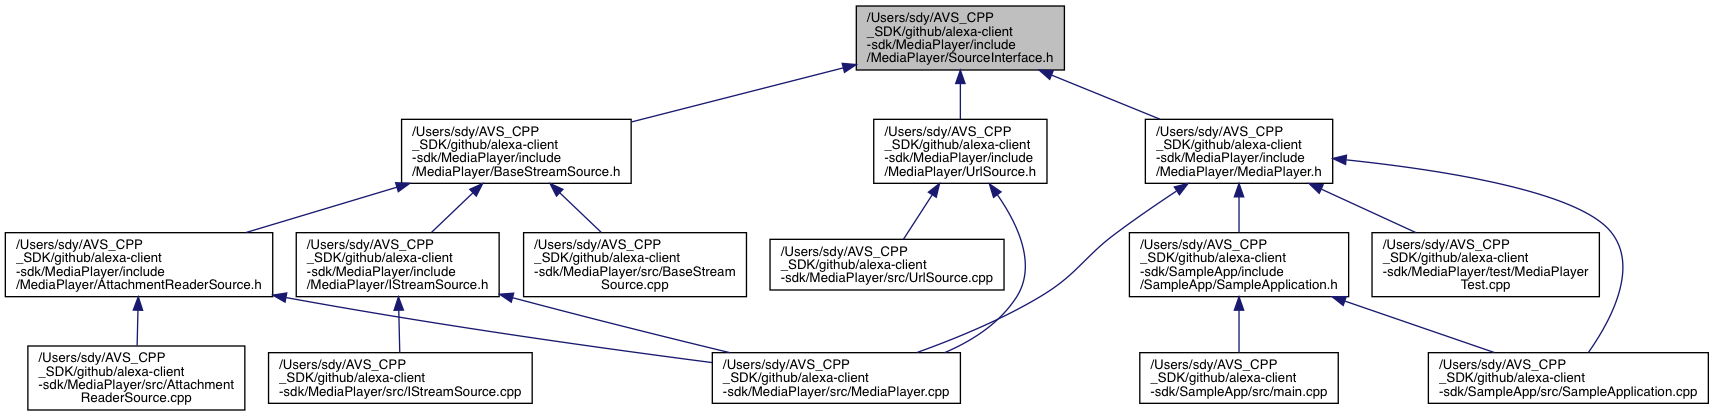 /Users/sdy/AVS_CPP
_SDK/github/alexa-client
-sdk/MediaPlayer/include
/MediaPlayer/SourceInterface.h
/Users/sdy/AVS_CPP
_SDK/github/alexa-client
-sdk/MediaPlayer/include
/MediaPlayer/BaseStreamSource.h
/Users/sdy/AVS_CPP
_SDK/github/alexa-client
-sdk/MediaPlayer/include
/MediaPlayer/UrlSource.h
/Users/sdy/AVS_CPP
_SDK/github/alexa-client
-sdk/MediaPlayer/include
/MediaPlayer/MediaPlayer.h
/Users/sdy/AVS_CPP
_SDK/github/alexa-client
-sdk/MediaPlayer/include
/MediaPlayer/AttachmentReaderSource.h
/Users/sdy/AVS_CPP
_SDK/github/alexa-client
-sdk/MediaPlayer/include
/MediaPlayer/IStreamSource.h
/Users/sdy/AVS_CPP
_SDK/github/alexa-client
-sdk/MediaPlayer/src/BaseStream
Source.cpp
/Users/sdy/AVS_CPP
_SDK/github/alexa-client
-sdk/MediaPlayer/src/UrlSource.cpp
/Users/sdy/AVS_CPP
_SDK/github/alexa-client
-sdk/SampleApp/include
/SampleApp/SampleApplication.h
/Users/sdy/AVS_CPP
_SDK/github/alexa-client
-sdk/MediaPlayer/test/MediaPlayer
Test.cpp
/Users/sdy/AVS_CPP
_SDK/github/alexa-client
-sdk/MediaPlayer/src/Attachment
ReaderSource.cpp
/Users/sdy/AVS_CPP
_SDK/github/alexa-client
-sdk/MediaPlayer/src/IStreamSource.cpp
/Users/sdy/AVS_CPP
_SDK/github/alexa-client
-sdk/MediaPlayer/src/MediaPlayer.cpp
/Users/sdy/AVS_CPP
_SDK/github/alexa-client
-sdk/SampleApp/src/main.cpp
/Users/sdy/AVS_CPP
_SDK/github/alexa-client
-sdk/SampleApp/src/SampleApplication.cpp